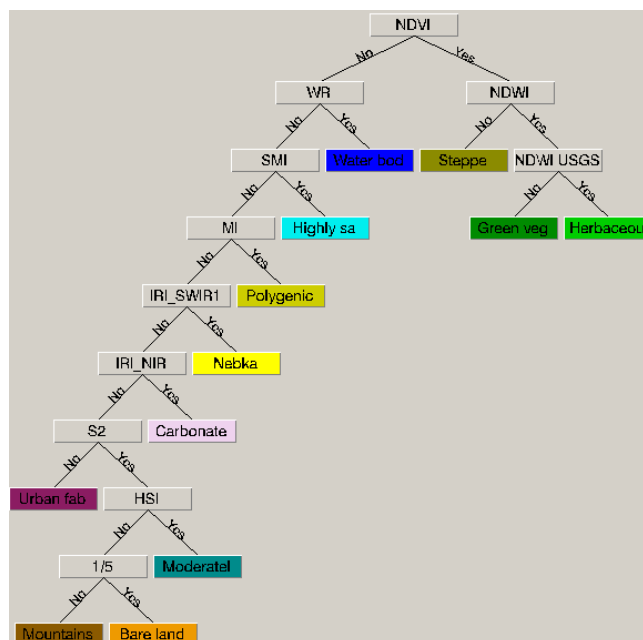 NDVI
No
Yes
WR
NDWI
No
Yes
No
Yes
SMI
Water bod
Steppe
NDWI USGS
No
Yes
No
Yes
MI
Highly sa
Green veg
Herbaceou
No
Yes
IRI_SWIR1
Polygenic
No
Yes
IRI_NIR
Nebka
No
Yes
S2
Carbonate
No
Yes
Urban fab
HSI
No
Yes
1/5
Moderatel
No
Yes
Mountains
Bare land